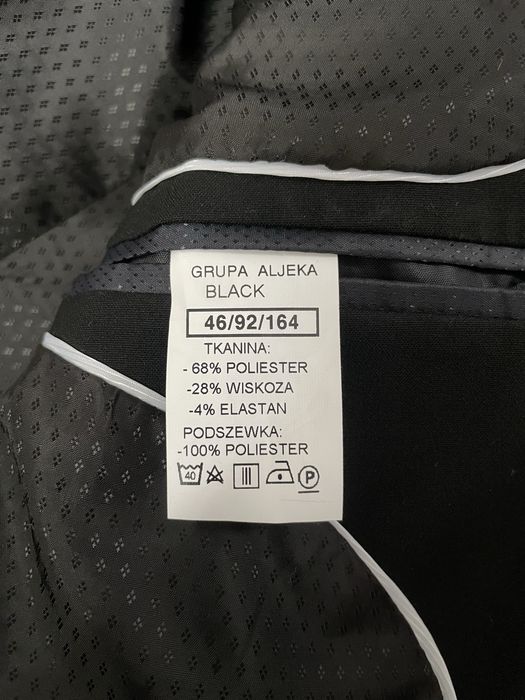 GRUPA ALJEKA
BLACK
46/92/164
TKANINA:
- 68% POLIESTER
-28% WISKOZA
-4% ELASTAN
PODSZEWKA:
-100% POLIESTER
40 P